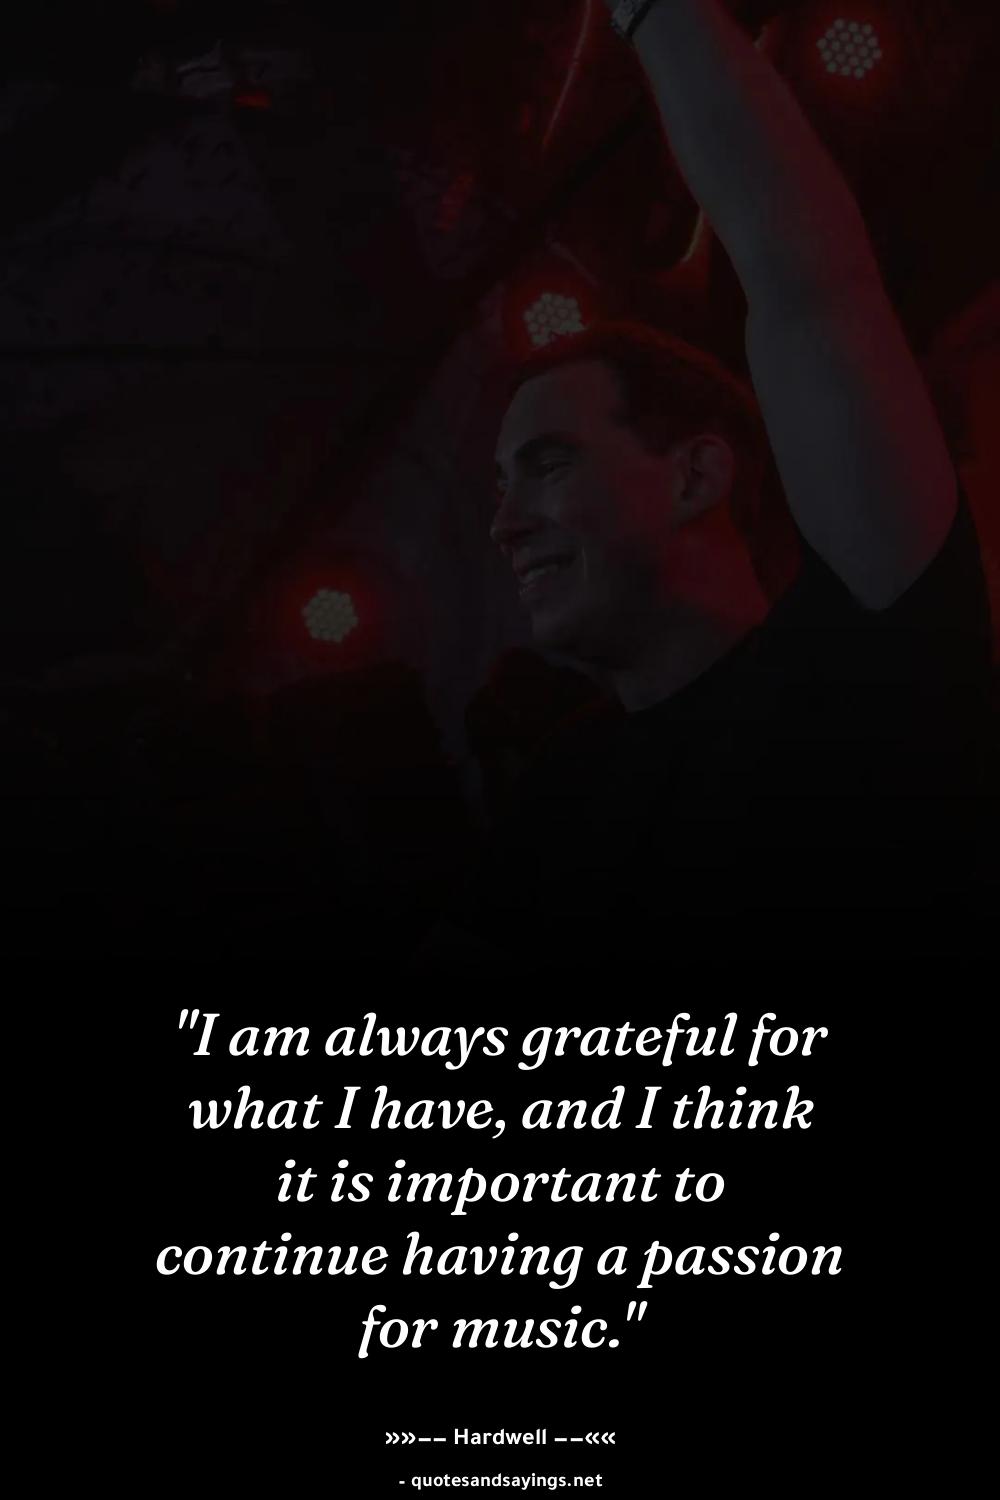 "I am always grateful for
what I have, and I think
it is important to
continue having a passion
for music."
»»−− Hardwell −−««
- quotesandsayings.net